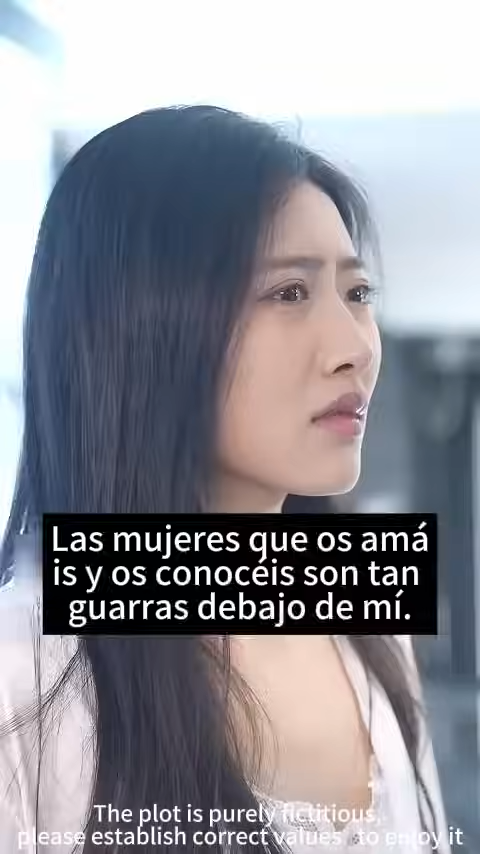 Las mujeres que os amá
is y os conocéis son tan
guarras debajo de mí.
The plot is purely fictitious,
please establish correct values to enjoy it